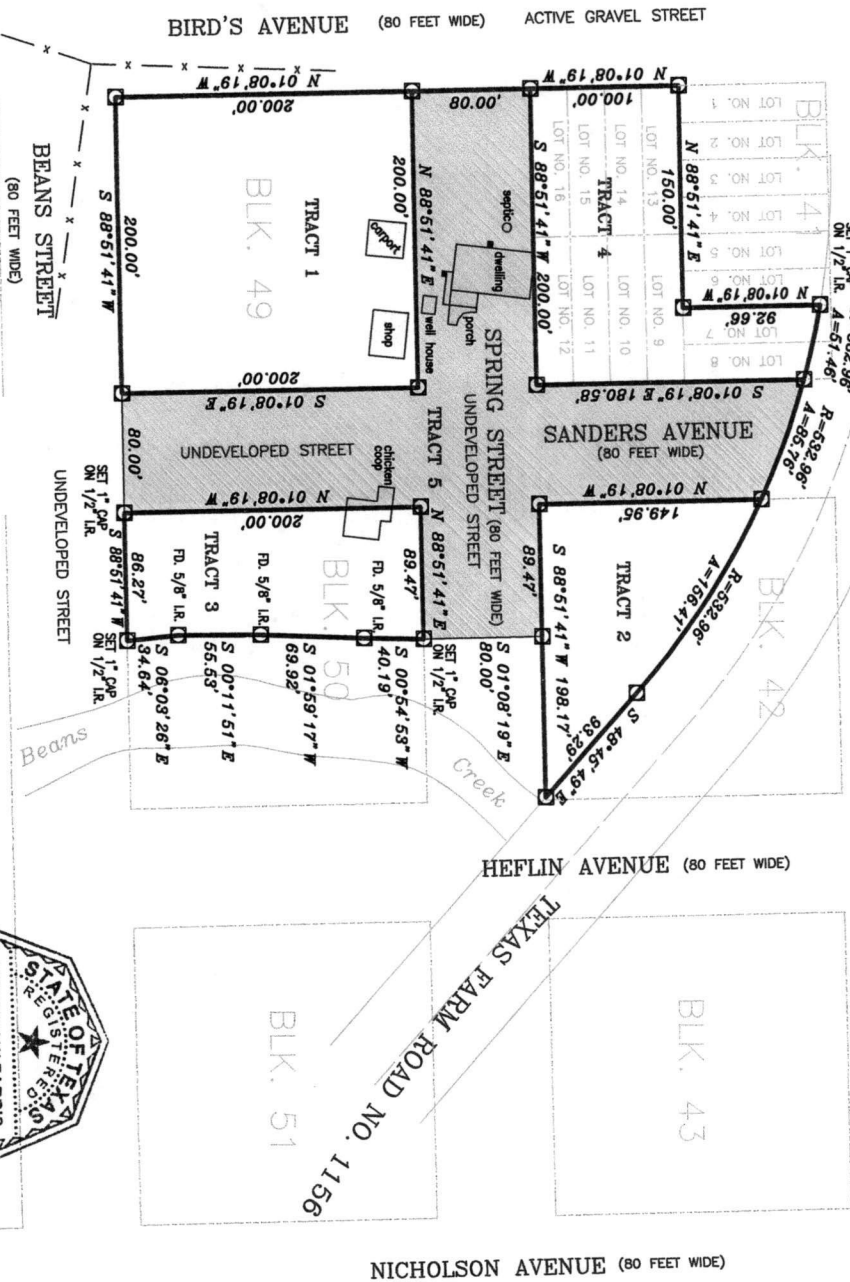 BIRD'S AVENUE (80 FEET WIDE) ACTIVE GRAVEL STREET
BEANS STREET
(80 FEET WIDE)
N 01°08'19" W
200.00'
80.00'
N 01°08'19" W
100.00'
BLK. 41
LOT NO. 1
LOT NO. 2
LOT NO. 3
LOT NO. 4
LOT NO. 5
LOT NO. 6
LOT NO. 7
LOT NO. 8
LOT NO. 13
LOT NO. 14
LOT NO. 15
LOT NO. 16
LOT NO. 9
LOT NO. 10
LOT NO. 11
LOT NO. 12
TRACT 4
N 88°51'41" E
150.00'
N 01°08'19" W
92.66'
ON 1/2" I.R.
A=51.46'
S 88°51'41" W 200.00'
S 01°08'19" E 180.58'
R=532.96'
A=85.76'
SANDERS AVENUE
(80 FEET WIDE)
N 01°08'19" W
149.95'
TRACT 1
BLK. 49
S 88°51'41" W
200.00'
200.00'
N 88°51'41" E
carport
shop
well house
septic
dwelling
porch
S 01°08'19" E
200.00'
SPRING STREET (80 FEET WIDE)
UNDEVELOPED STREET
TRACT 5
UNDEVELOPED STREET
80.00'
chicken
coop
N 01°08'19" W
200.00'
SET 1" CAP
ON 1/2" I.R.
UNDEVELOPED STREET
S 88°51'41" W
86.27'
TRACT 3
BLK. 50
FD. 5/8" I.R.
FD. 5/8" I.R.
FD. 5/8" I.R.
N 88°51'41" E
89.47'
SET 1" CAP
ON 1/2" I.R.
SET 1" CAP
ON 1/2" I.R.
S 06°03'26" E
34.64'
S 00°11'51" E
55.53'
S 01°59'17" W
69.92'
S 00°54'53" W
40.19'
S 01°08'19" E
80.00'
89.47'
S 88°51'41" W 198.17'
TRACT 2
BLK. 42
R=532.96'
A=156.41'
S 48°45'49" E
93.29'
Beans
Creek
HEFLIN AVENUE (80 FEET WIDE)
TEXAS FARM ROAD NO. 1156
BLK. 51
BLK. 43
STATE OF TEXAS
REGISTERED
NICHOLSON AVENUE (80 FEET WIDE)